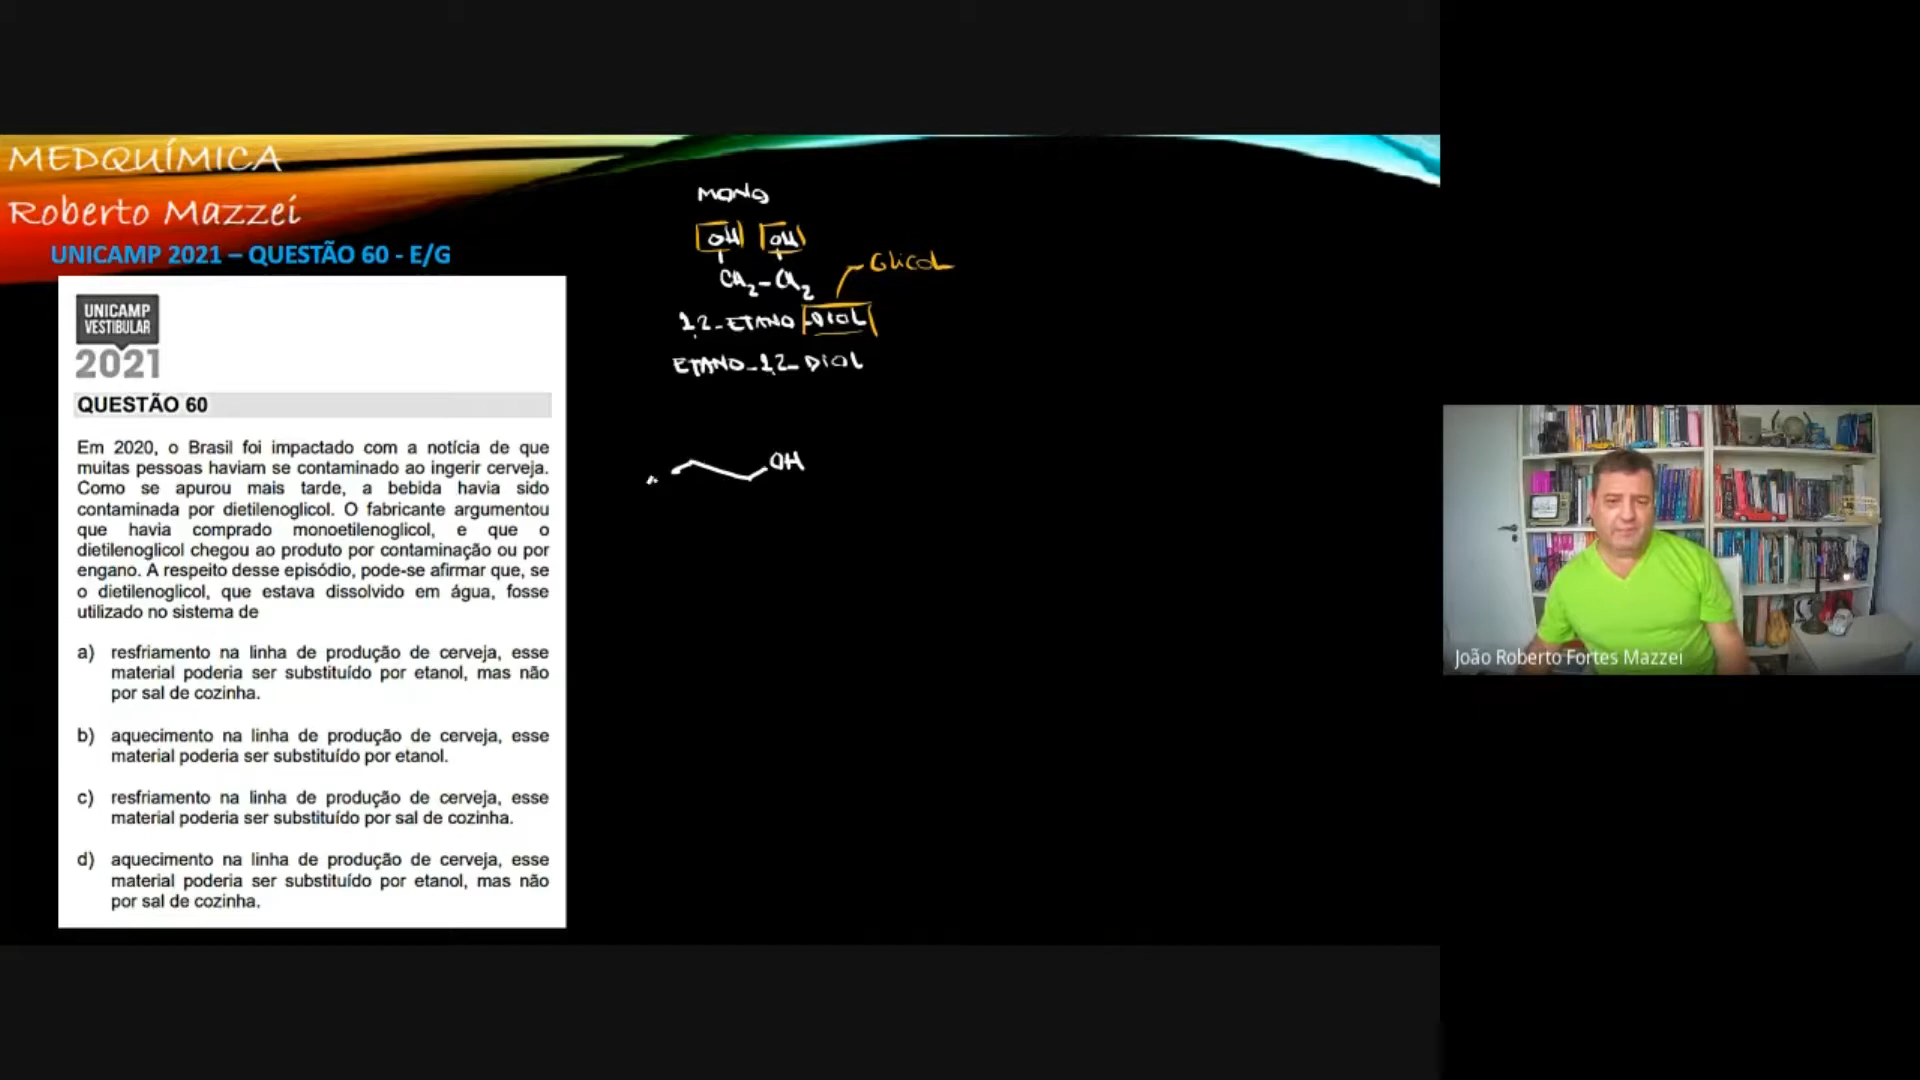 MEDQUÍMICA
Roberto Mazzei
UNICAMP 2021 – QUESTÃO 60 - E/G
UNICAMP
VESTIBULAR
2021
QUESTÃO 60
Em 2020, o Brasil foi impactado com a notícia de que
muitas pessoas haviam se contaminado ao ingerir cerveja.
Como se apurou mais tarde, a bebida havia sido
contaminada por dietilenoglicol. O fabricante argumentou
que havia comprado monoetilenoglicol, e que o
dietilenoglicol chegou ao produto por contaminação ou por
engano. A respeito desse episódio, pode-se afirmar que, se
o dietilenoglicol, que estava dissolvido em água, fosse
utilizado no sistema de
a) resfriamento na linha de produção de cerveja, esse
material poderia ser substituído por etanol, mas não
por sal de cozinha.
b) aquecimento na linha de produção de cerveja, esse
material poderia ser substituído por etanol.
c) resfriamento na linha de produção de cerveja, esse
material poderia ser substituído por sal de cozinha.
d) aquecimento na linha de produção de cerveja, esse
material poderia ser substituído por etanol, mas não
por sal de cozinha.
MONO
OH OH
CH2-CH2
GLICOL
1,2-ETANO-DIOL
ETANO-1,2-DIOL
OH
João Roberto Fortes Mazzei